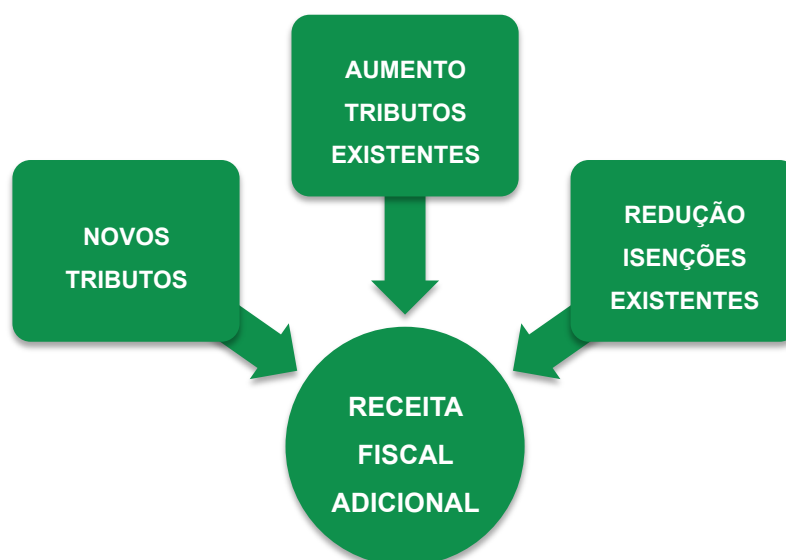 AUMENTO
TRIBUTOS
EXISTENTES
NOVOS
TRIBUTOS
REDUÇÃO
ISENÇÕES
EXISTENTES
RECEITA
FISCAL
ADICIONAL